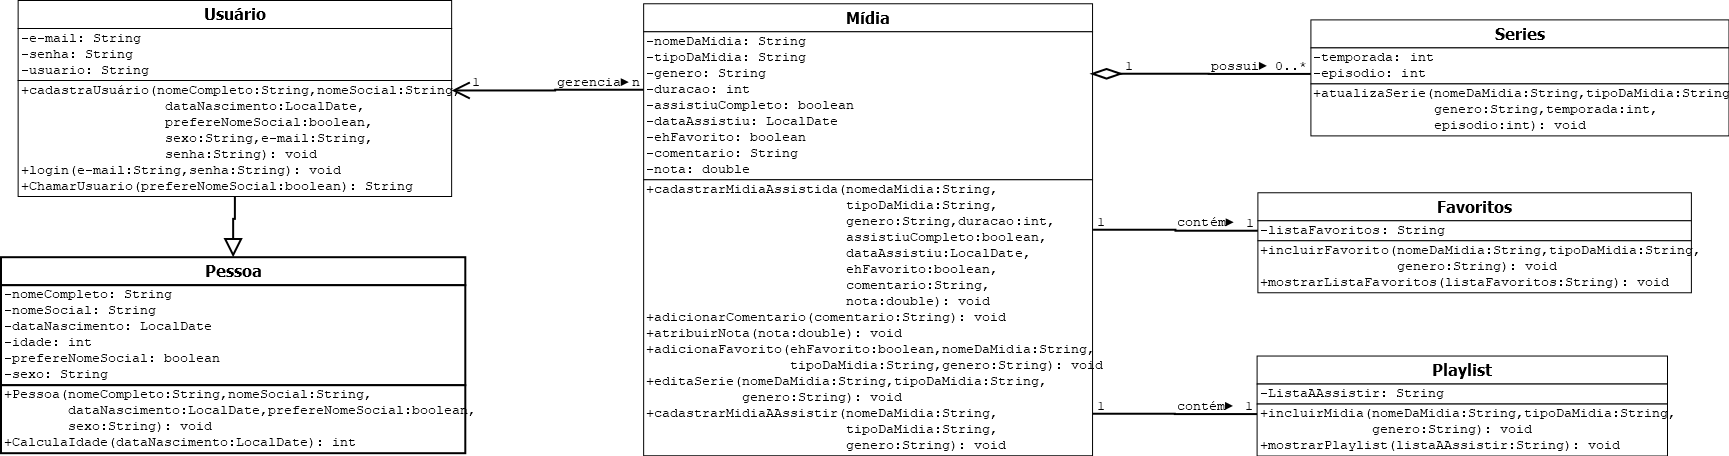 Usuário
-e-mail: String
-senha: String
-usuario: String
+cadastraUsuário(nomeCompleto:String,nomeSocial:String,
dataNascimento:LocalDate,
prefereNomeSocial:boolean,
sexo:String,e-mail:String,
senha:String): void
+login(e-mail:String,senha:String): void
+ChamarUsuario(prefereNomeSocial:boolean): String
Pessoa
-nomeCompleto: String
-nomeSocial: String
-dataNascimento: LocalDate
-idade: int
-prefereNomeSocial: boolean
-sexo: String
+Pessoa(nomeCompleto:String,nomeSocial:String,
dataNascimento:LocalDate,prefereNomeSocial:boolean,
sexo:String): void
+CalculaIdade(dataNascimento:LocalDate): int
1 gerencia n
Mídia
-nomeDaMidia: String
-tipoDaMidia: String
-genero: String
-duracao: int
-assistiuCompleto: boolean
-dataAssistiu: LocalDate
-ehFavorito: boolean
-comentario: String
-nota: double
+cadastrarMidiaAssistida(nomedaMidia:String,
tipoDaMidia:String,
genero:String,duracao:int,
assistiuCompleto:boolean,
dataAssistiu:LocalDate,
ehFavorito:boolean,
comentario:String,
nota:double): void
+adicionarComentario(comentario:String): void
+atribuirNota(nota:double): void
+adicionaFavorito(ehFavorito:boolean,nomeDaMidia:String,
tipoDaMidia:String,genero:String): void
+editaSerie(nomeDaMidia:String,tipoDaMidia:String,
genero:String): void
+cadastrarMidiaAAssistir(nomeDaMidia:String,
tipoDaMidia:String,
genero:String): void
1 possui 0..*
Series
-temporada: int
-episodio: int
+atualizaSerie(nomeDaMidia:String,tipoDaMidia:String
genero:String,temporada:int,
episodio:int): void
1 contém 1
Favoritos
-listaFavoritos: String
+incluirFavorito(nomeDaMidia:String,tipoDaMidia:String,
genero:String): void
+mostrarListaFavoritos(listaFavoritos:String): void
1 contém 1
Playlist
-ListaAAssistir: String
+incluirMidia(nomeDaMidia:String,tipoDaMidia:String,
genero:String): void
+mostrarPlaylist(listaAAssistir:String): void